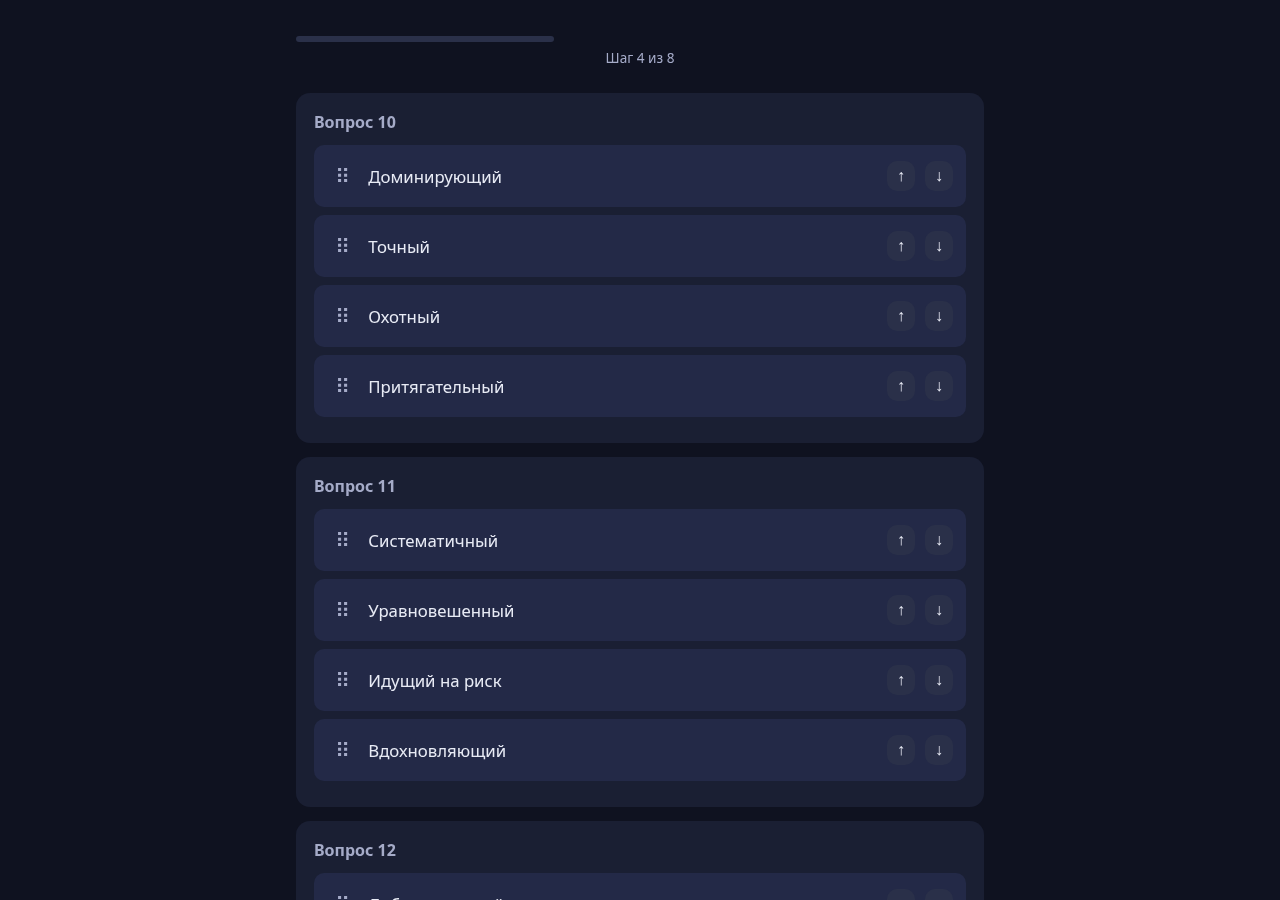 Шаг 4 из 8
Вопрос 10
Доминирующий ↑ ↓
Точный ↑ ↓
Охотный ↑ ↓
Притягательный ↑ ↓
Вопрос 11
Систематичный ↑ ↓
Уравновешенный ↑ ↓
Идущий на риск ↑ ↓
Вдохновляющий ↑ ↓
Вопрос 12